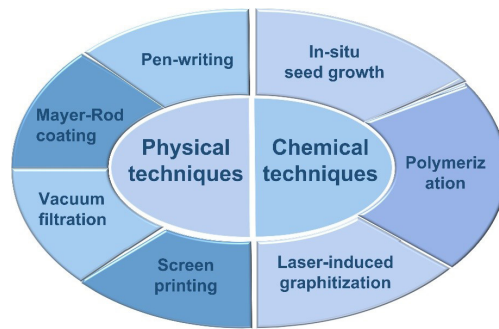 Pen-writing
In-situ
seed growth
Mayer-Rod
coating
Physical
techniques
Chemical
techniques
Polymeriz
ation
Vacuum
filtration
Screen
printing
Laser-induced
graphitization